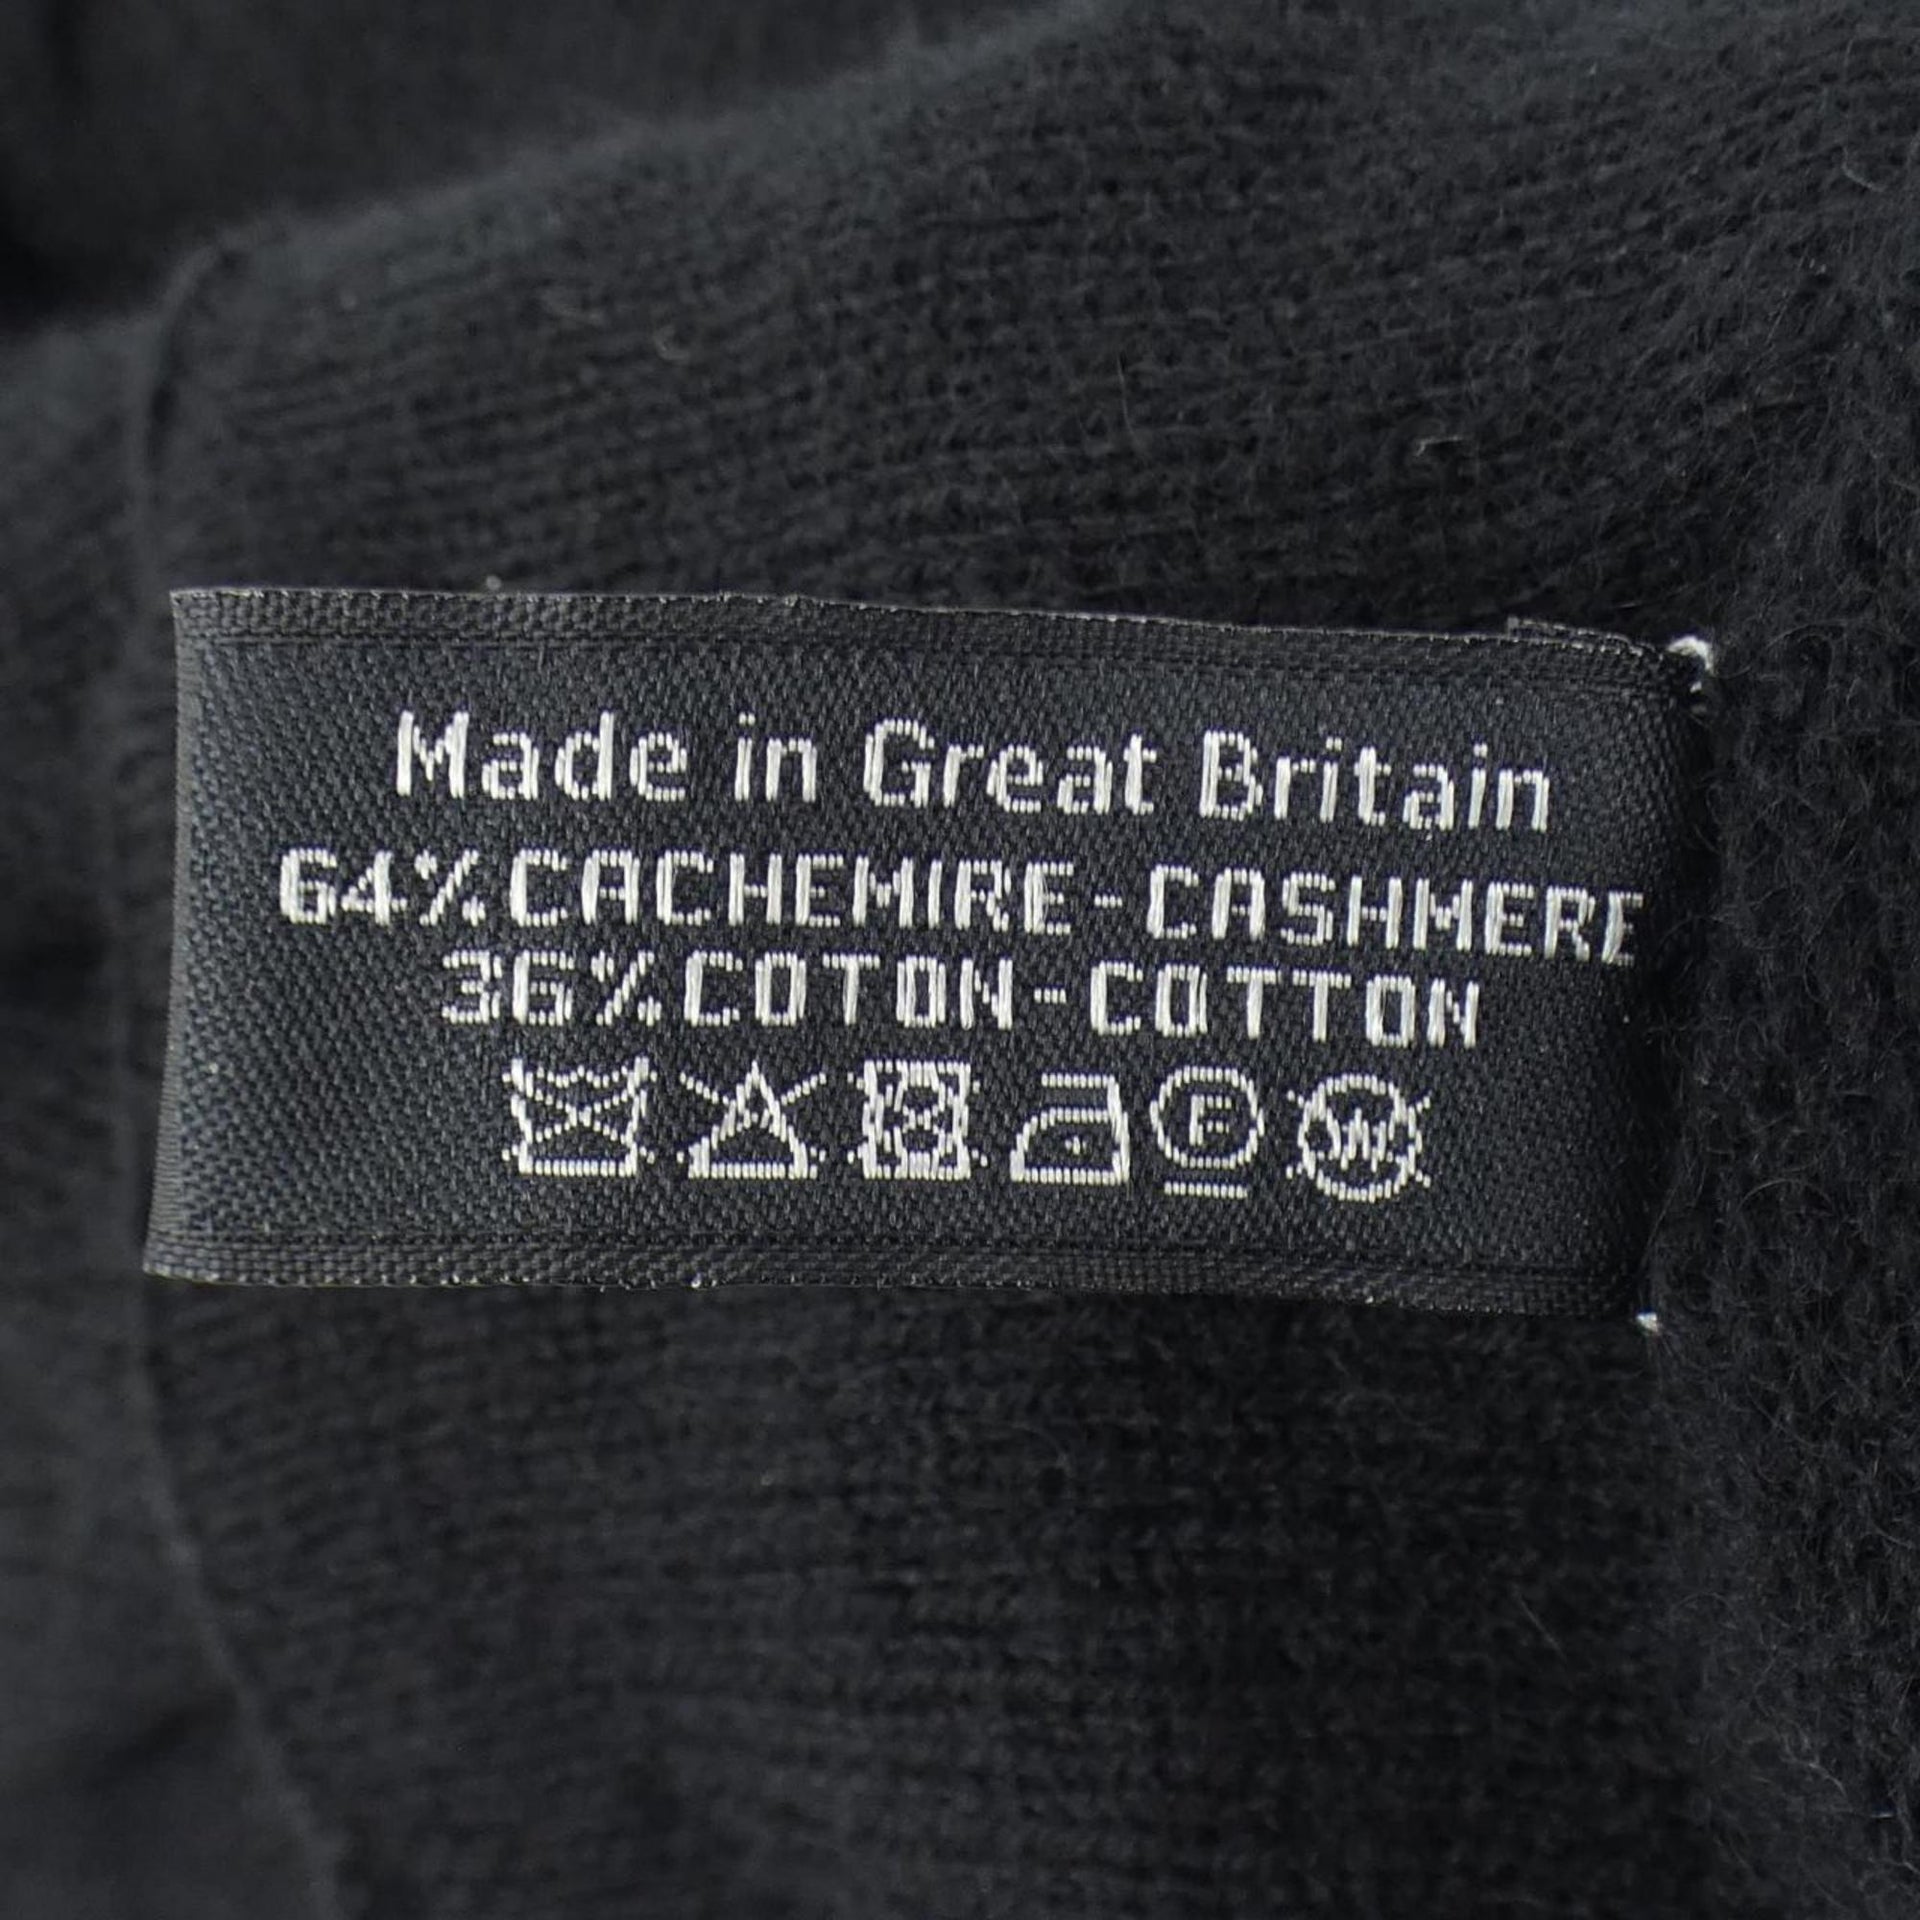 Made in Great Britain
64% CACHEMIRE - CASHMERE
36% COTON - COTTON
F W